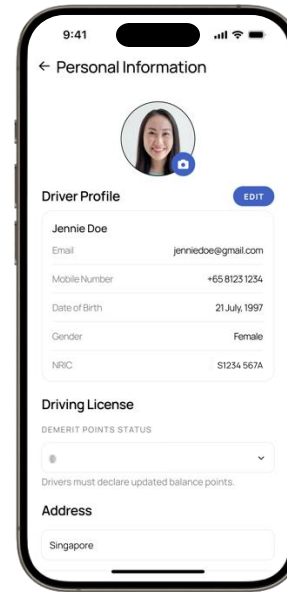 9:41
← Personal Information
Driver Profile
EDIT
Jennie Doe
Email jenniedoe@gmail.com
Mobile Number +65 8123 1234
Date of Birth 21 July, 1997
Gender Female
NRIC S1234 567A
Driving License
DEMERIT POINTS STATUS
Drivers must declare updated balance points.
Address
Singapore